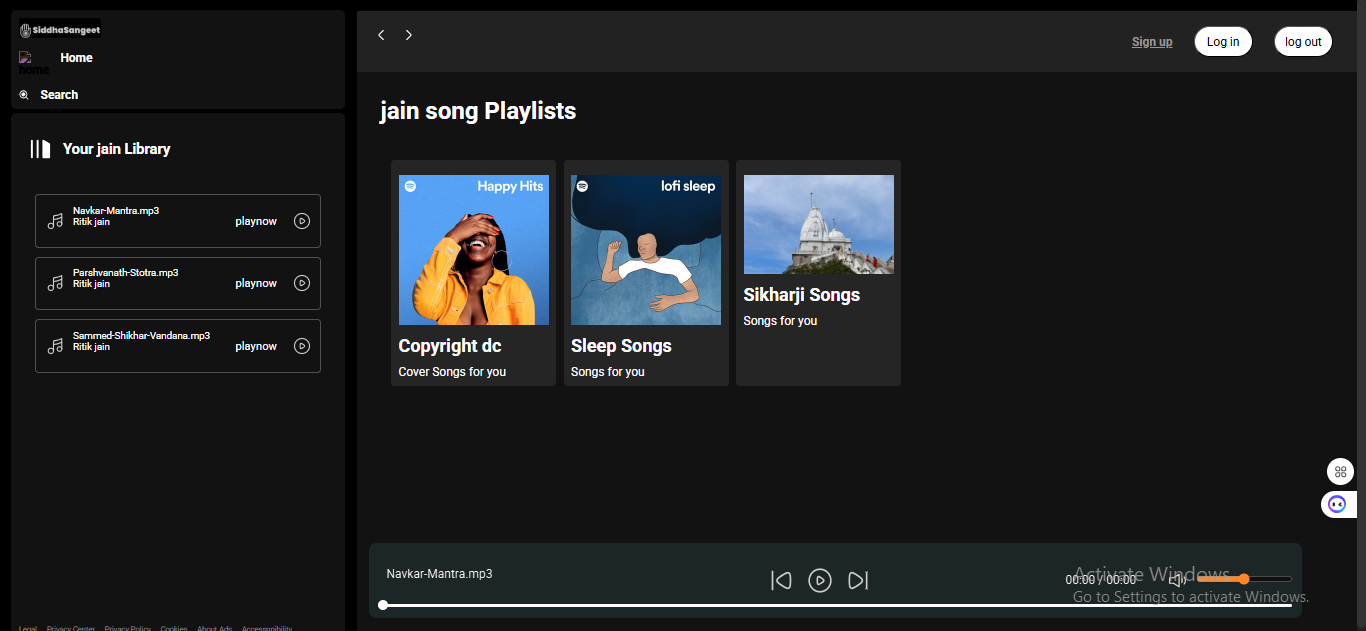 SiddhaSangeet
home
Home
Search
Your jain Library
Navkar-Mantra.mp3
Ritik jain
playnow
Parshvanath-Stotra.mp3
Ritik jain
playnow
Sammed-Shikhar-Vandana.mp3
Ritik jain
playnow
Legal Privacy Center Privacy Policy Cookies About Ads Accessnpibility
Sign up
Log in
log out
jain song Playlists
Happy Hits
Copyright dc
Cover Songs for you
lofi sleep
Sleep Songs
Songs for you
Sikharji Songs
Songs for you
Navkar-Mantra.mp3
00:00 / 00:00
Activate Windows
Go to Settings to activate Windows.